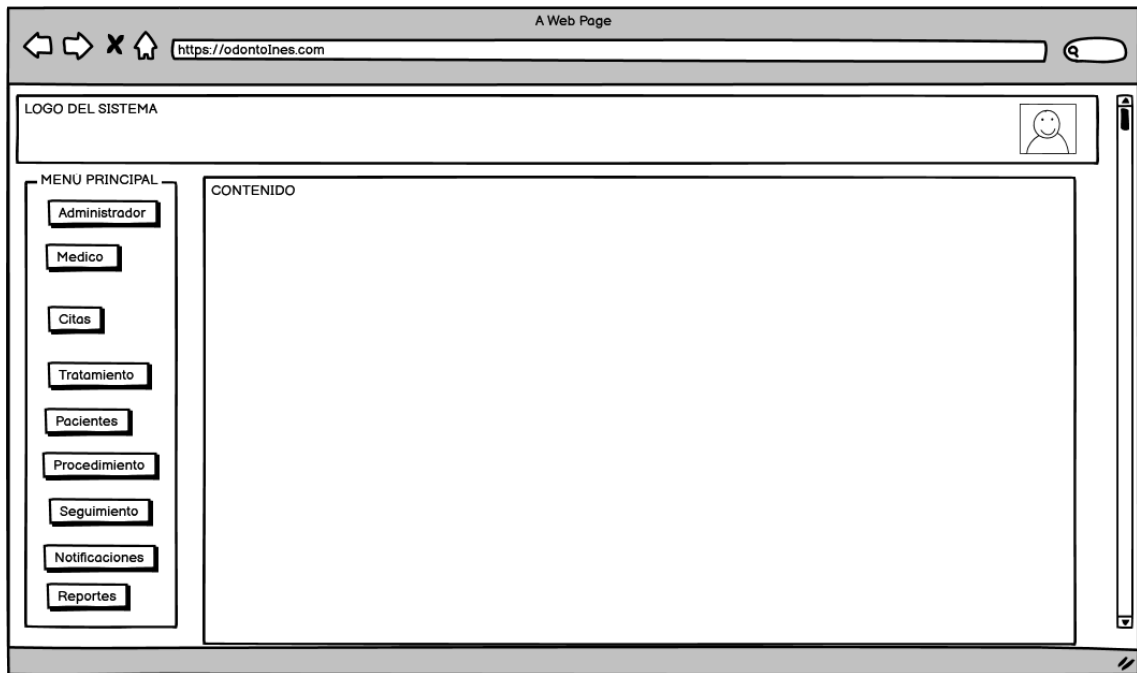 A Web Page
https://odontoInes.com
LOGO DEL SISTEMA
MENU PRINCIPAL
CONTENIDO
Administrador
Medico
Citas
Tratamiento
Pacientes
Procedimiento
Seguimiento
Notificaciones
Reportes